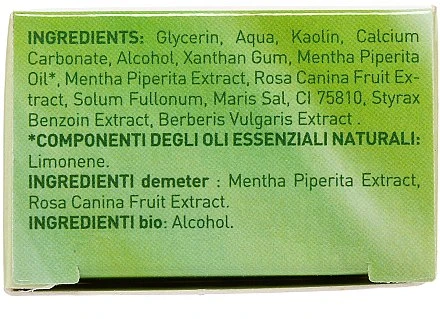 INGREDIENTS: Glycerin, Aqua, Kaolin, Calcium
Carbonate, Alcohol, Xanthan Gum, Mentha Piperita
Oil*, Mentha Piperita Extract, Rosa Canina Fruit Ex-
tract, Solum Fullonum, Maris Sal, CI 75810, Styrax
Benzoin Extract, Berberis Vulgaris Extract .
*COMPONENTI DEGLI OLI ESSENZIALI NATURALI:
Limonene.
INGREDIENTI demeter : Mentha Piperita Extract,
Rosa Canina Fruit Extract.
INGREDIENTI bio: Alcohol.